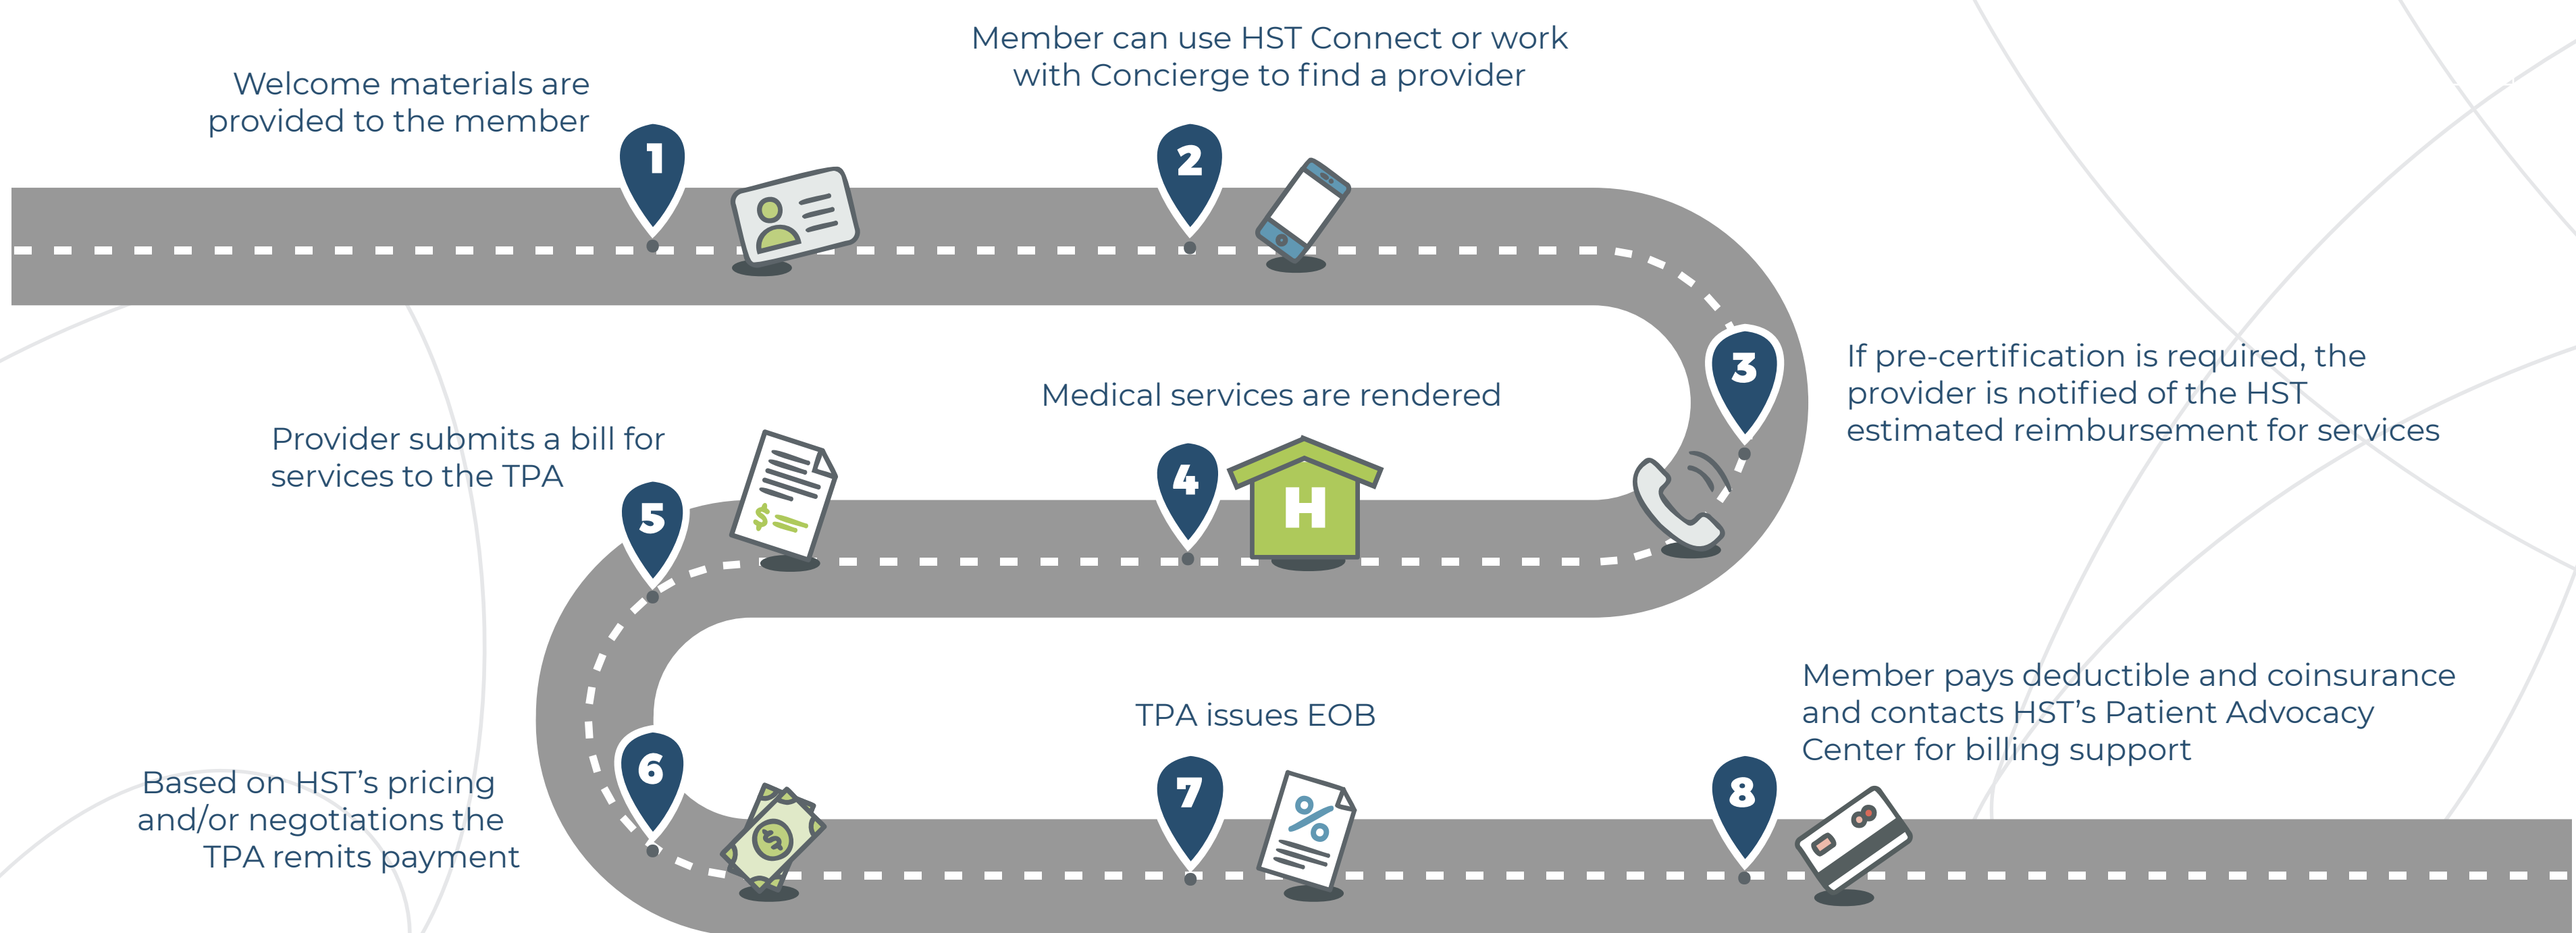 Welcome materials are
provided to the member
1
Member can use HST Connect or work
with Concierge to find a provider
2
3
If pre-certification is required, the
provider is notified of the HST
estimated reimbursement for services
Medical services are rendered
4
H
Provider submits a bill for
services to the TPA
5
$
6
Based on HST's pricing
and/or negotiations the
TPA remits payment
$
TPA issues EOB
7
%
Member pays deductible and coinsurance
and contacts HST's Patient Advocacy
Center for billing support
8